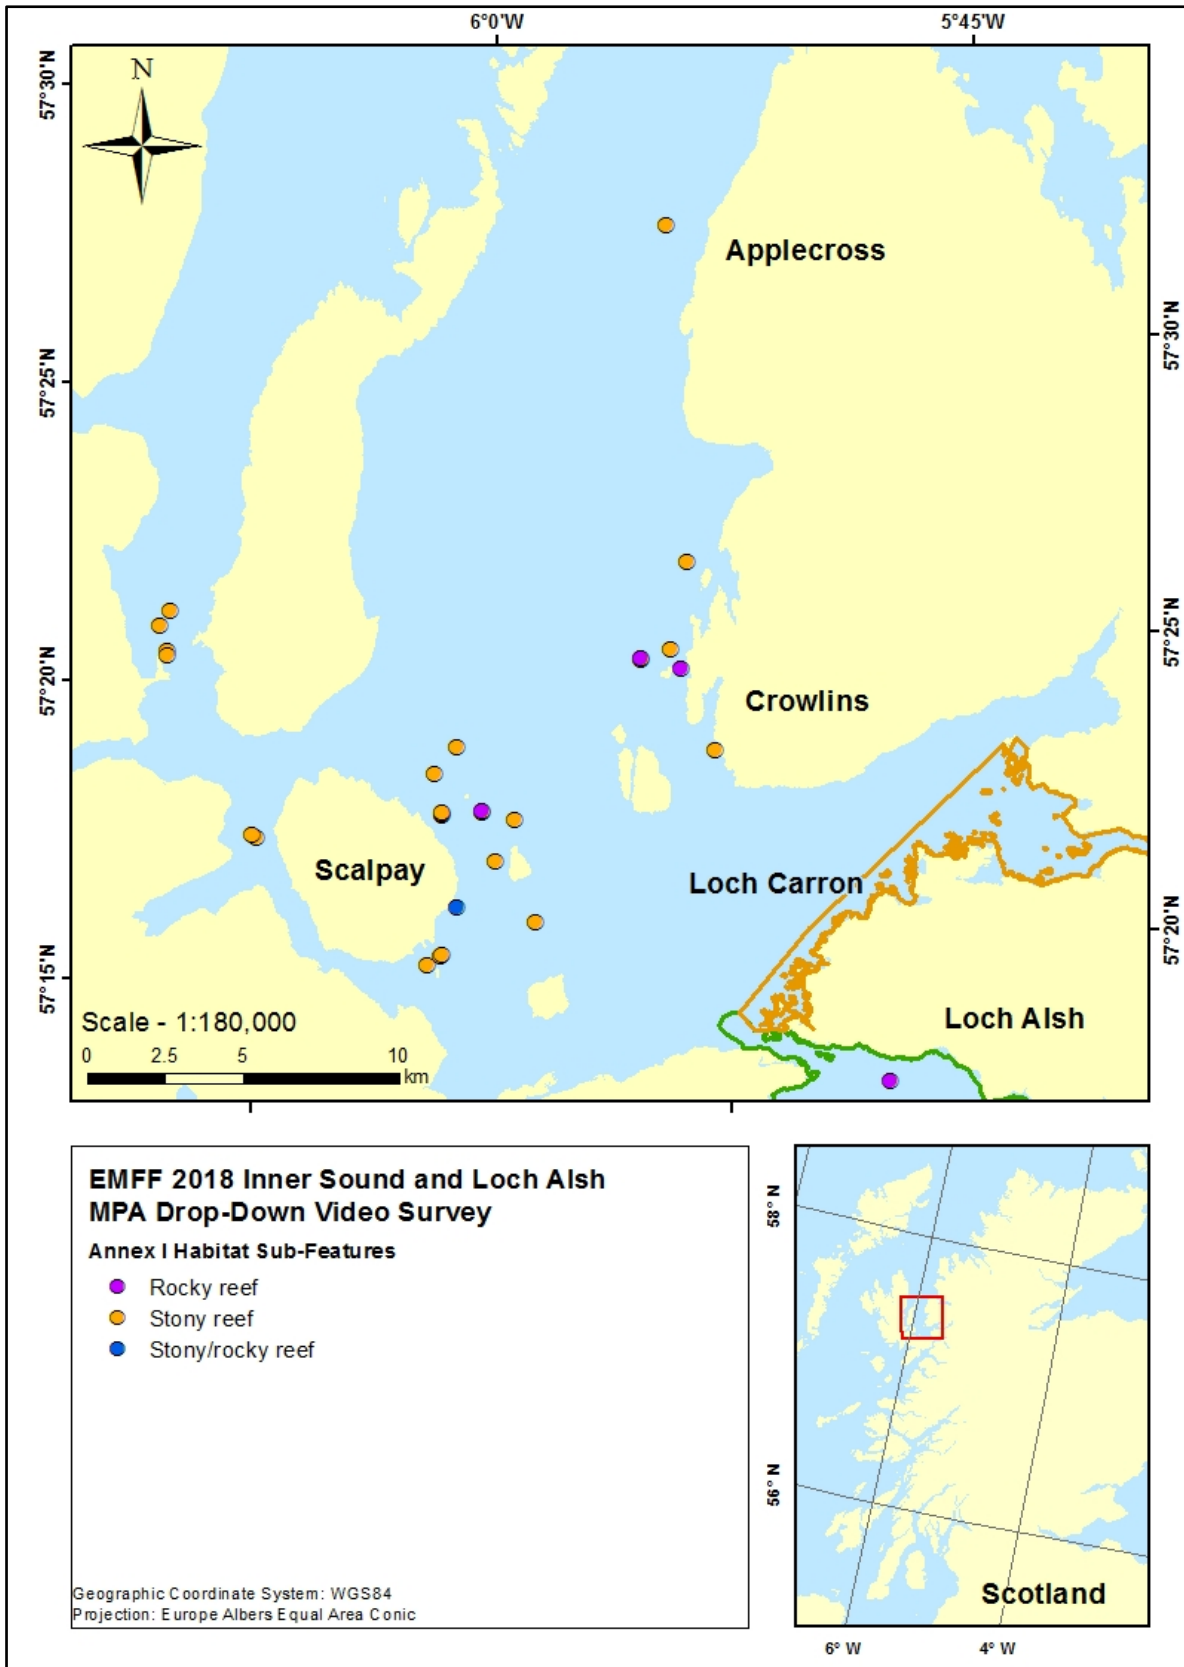 6°0'W
5°45'W
57°30'N
N
Applecross
57°30'N
57°25'N
57°25'N
57°20'N
Crowlins
Scalpay
Loch Carron
57°20'N
57°15'N
Loch Alsh
Scale - 1:180,000
0 2.5 5 10
km
EMFF 2018 Inner Sound and Loch Alsh
MPA Drop-Down Video Survey
Annex I Habitat Sub-Features
Rocky reef
Stony reef
Stony/rocky reef
Geographic Coordinate System: WGS84
Projection: Europe Albers Equal Area Conic
58° N
56° N
Scotland
6° W
4° W